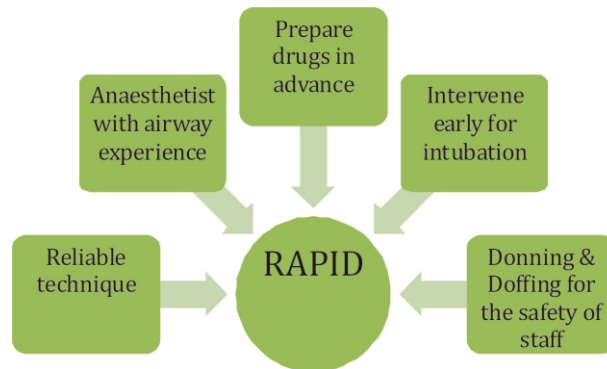 Reliable
technique
Anaesthetist
with airway
experience
Prepare
drugs in
advance
Intervene
early for
intubation
Donning &
Doffing for
the safety of
staff
RAPID